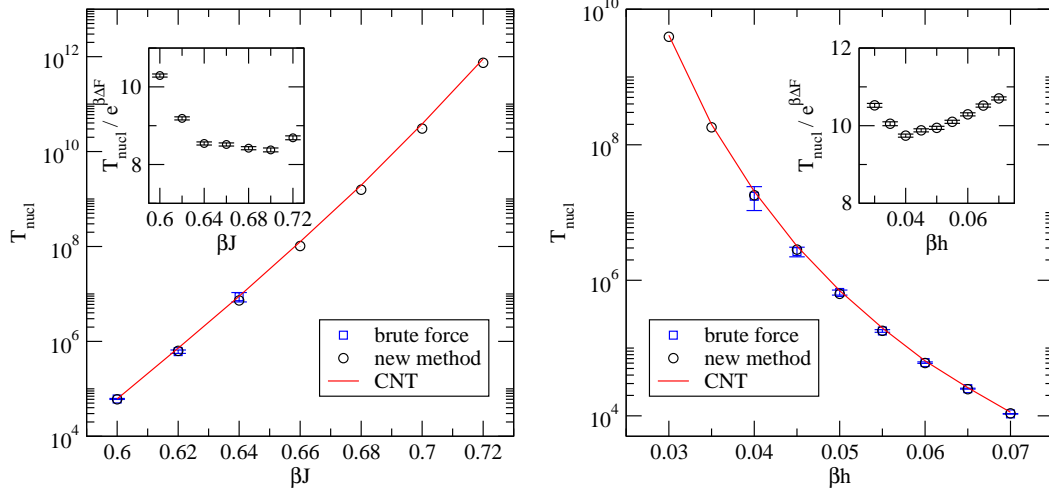 10^12
10^10
10^8
10^6
10^4
T_nucl
0.6 0.62 0.64 0.66 0.68 0.7 0.72
βJ
10
8
T_nucl / e^βΔF
0.6 0.64 0.68 0.72
βJ
brute force
new method
CNT
10^10
10^8
10^6
10^4
T_nucl
0.03 0.04 0.05 0.06 0.07
βh
12
10
8
T_nucl / e^βΔF
0.04 0.06
βh
brute force
new method
CNT